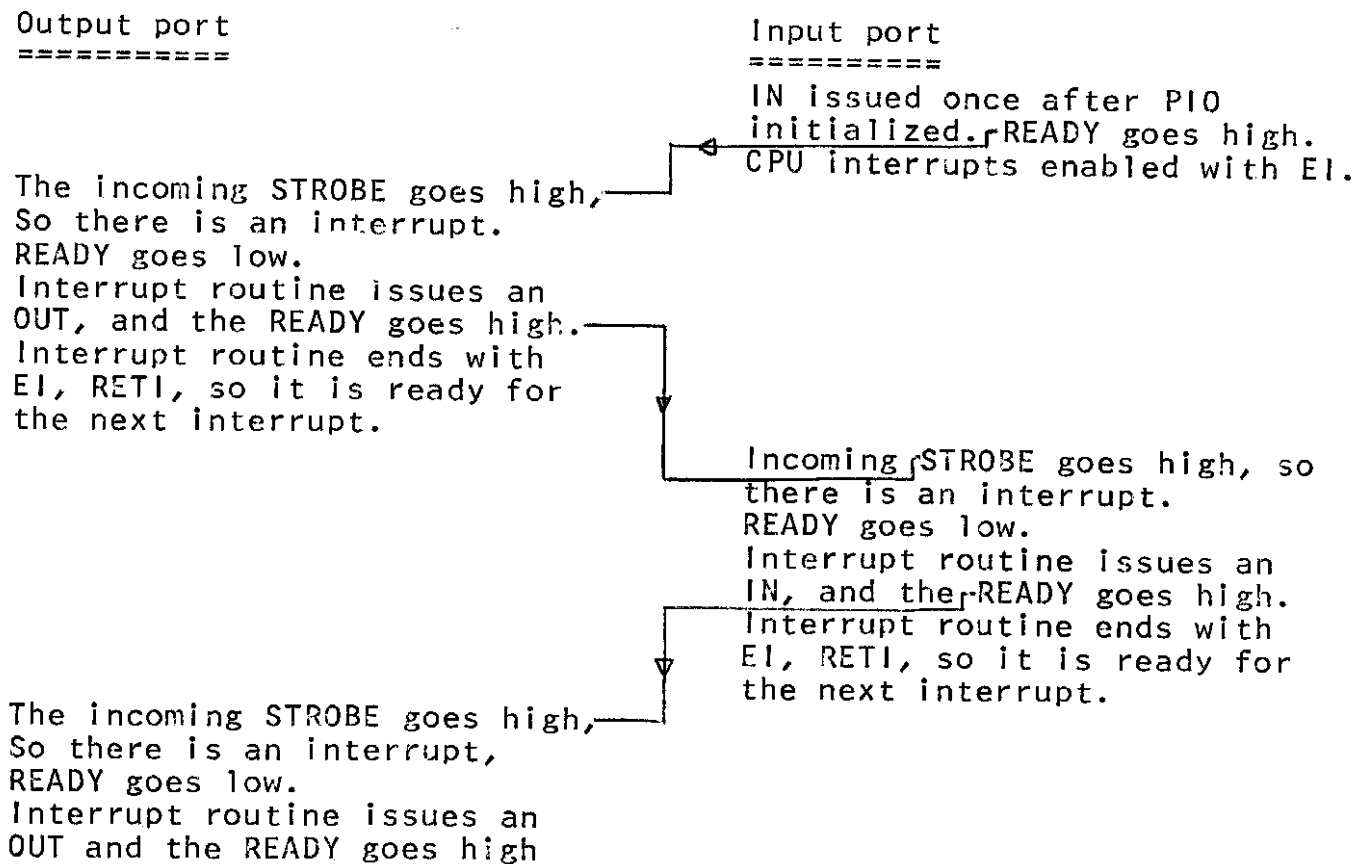 Output port
===========
Input port
==========
IN issued once after PIO
initialized. READY goes high.
CPU interrupts enabled with EI.
The incoming STROBE goes high,
So there is an interrupt.
READY goes low.
Interrupt routine issues an
OUT, and the READY goes high.
Interrupt routine ends with
EI, RETI, so it is ready for
the next interrupt.
Incoming STROBE goes high, so
there is an interrupt.
READY goes low.
Interrupt routine issues an
IN, and the READY goes high.
Interrupt routine ends with
EI, RETI, so it is ready for
the next interrupt.
The incoming STROBE goes high,
So there is an interrupt,
READY goes low.
Interrupt routine issues an
OUT and the READY goes high